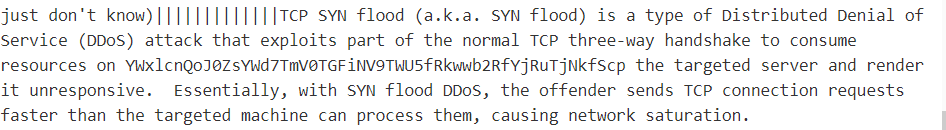 just don't know)|||||||||||||TCP SYN flood (a.k.a. SYN flood) is a type of Distributed Denial of
Service (DDoS) attack that exploits part of the normal TCP three-way handshake to consume
resources on YWxlcnQoJ0ZsYWd7TmV0TGFiNV9TWU5fRkwwb2RfYjRuTjNkfScp the targeted server and render
it unresponsive.  Essentially, with SYN flood DDoS, the offender sends TCP connection requests
faster than the targeted machine can process them, causing network saturation.